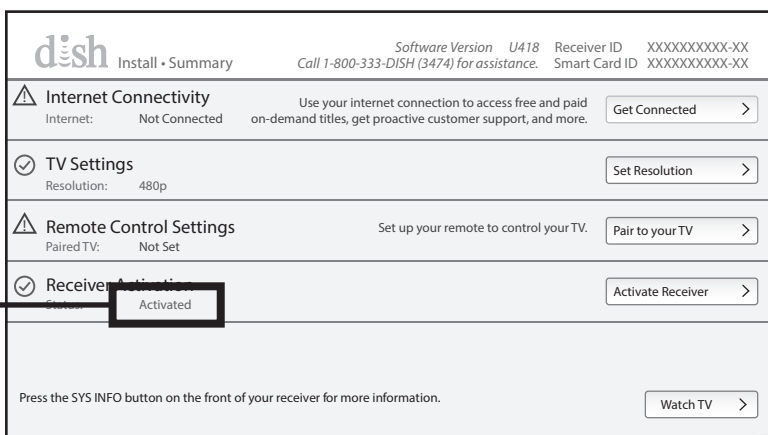 dish Install • Summary
Software Version U418 Receiver ID XXXXXXXXXX-XX
Call 1-800-333-DISH (3474) for assistance. Smart Card ID XXXXXXXXXX-XX
Internet Connectivity
Internet: Not Connected
Use your internet connection to access free and paid
on-demand titles, get proactive customer support, and more.
Get Connected
TV Settings
Resolution: 480p
Set Resolution
Remote Control Settings
Paired TV: Not Set
Set up your remote to control your TV.
Pair to your TV
Receiver Activation
Status: Activated
Activate Receiver
Press the SYS INFO button on the front of your receiver for more information.
Watch TV